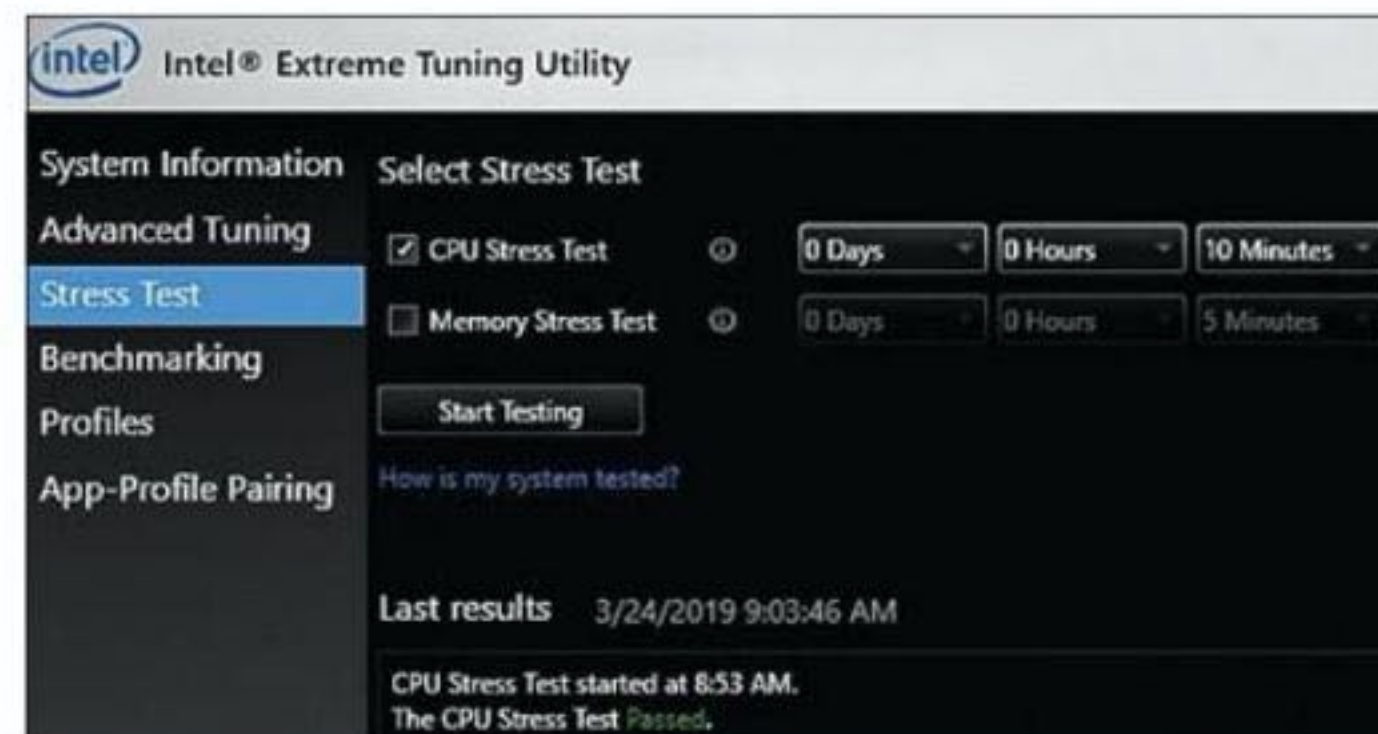 intel Intel® Extreme Tuning Utility
System Information
Advanced Tuning
Stress Test
Benchmarking
Profiles
App-Profile Pairing
Select Stress Test
CPU Stress Test 0 Days 0 Hours 10 Minutes
Memory Stress Test 0 Days 0 Hours 5 Minutes
Start Testing
How is my system tested?
Last results 3/24/2019 9:03:46 AM
CPU Stress Test started at 8:53 AM.
The CPU Stress Test Passed.